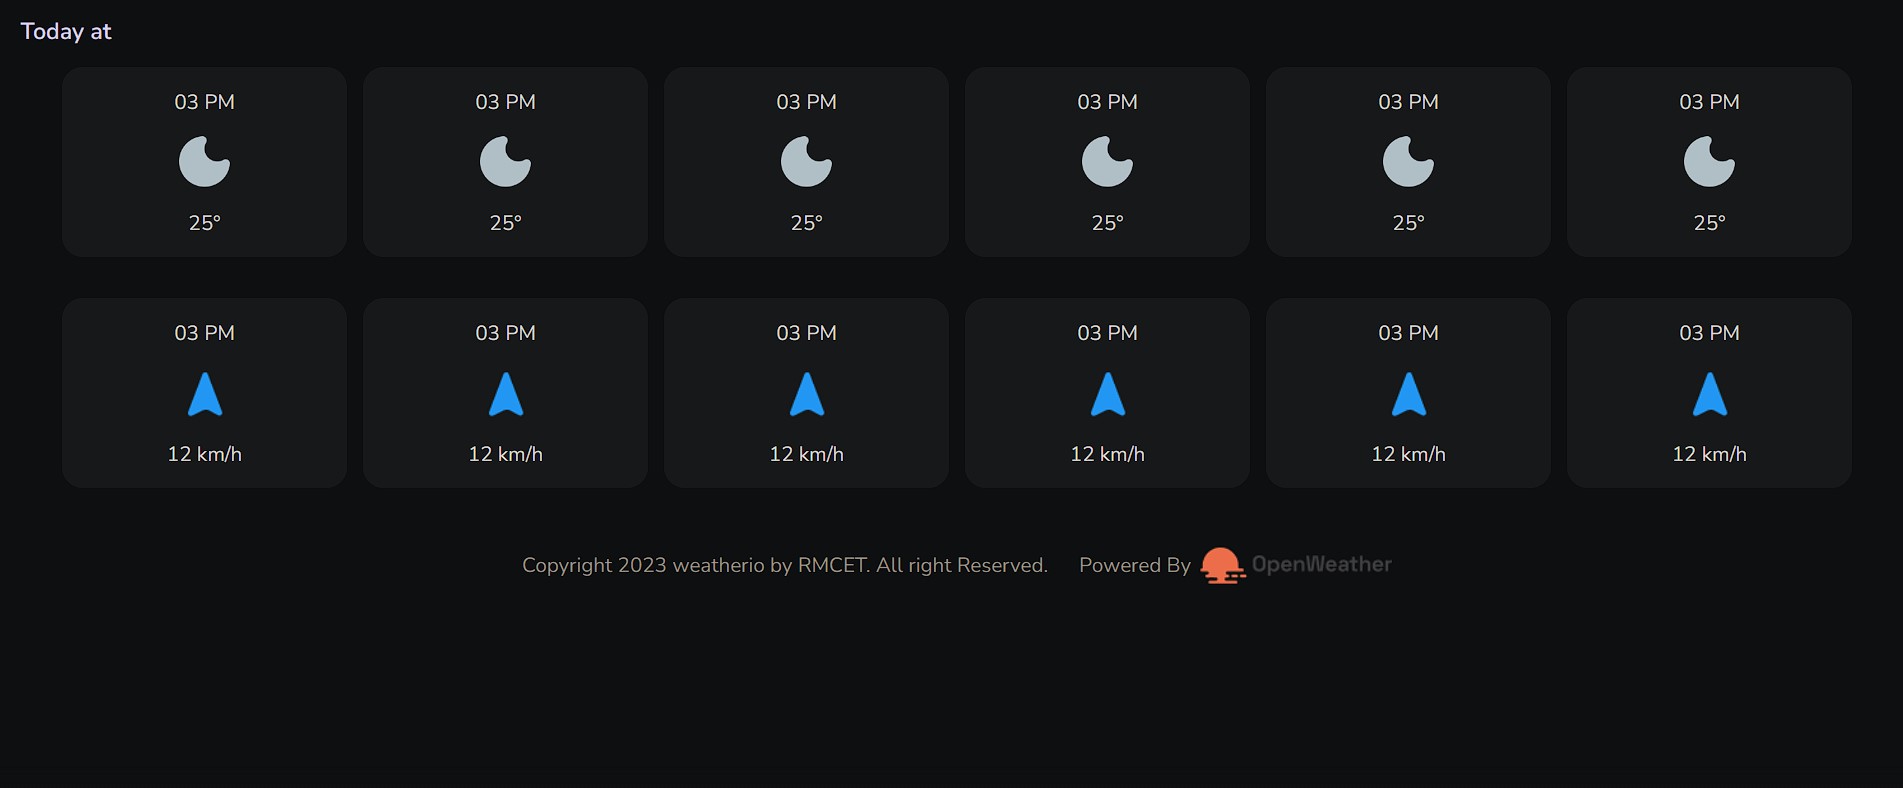 Today at
03 PM 03 PM 03 PM 03 PM 03 PM 03 PM
25° 25° 25° 25° 25° 25°
03 PM 03 PM 03 PM 03 PM 03 PM 03 PM
12 km/h 12 km/h 12 km/h 12 km/h 12 km/h 12 km/h
Copyright 2023 weatherio by RMCET. All right Reserved. Powered By OpenWeather